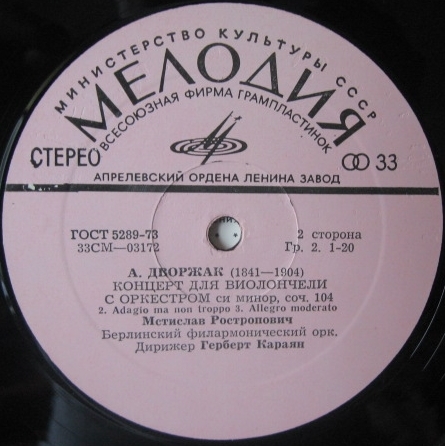 МИНИСТЕРСТВО КУЛЬТУРЫ СССР
МЕЛОДИЯ
ВСЕСОЮЗНАЯ ФИРМА ГРАМПЛАСТИНОК
СТЕРЕО 33
АПРЕЛЕВСКИЙ ОРДЕНА ЛЕНИНА ЗАВОД
ГОСТ 5289-73 2 сторона
33СМ—03172 Гр. 2. 1-20
А. ДВОРЖАК (1841—1904)
КОНЦЕРТ ДЛЯ ВИОЛОНЧЕЛИ
С ОРКЕСТРОМ си минор, соч. 104
2. Adagio ma non troppo 3. Allegro moderato
Мстислав Ростропович
Берлинский филармонический орк.
Дирижер Герберт Караян